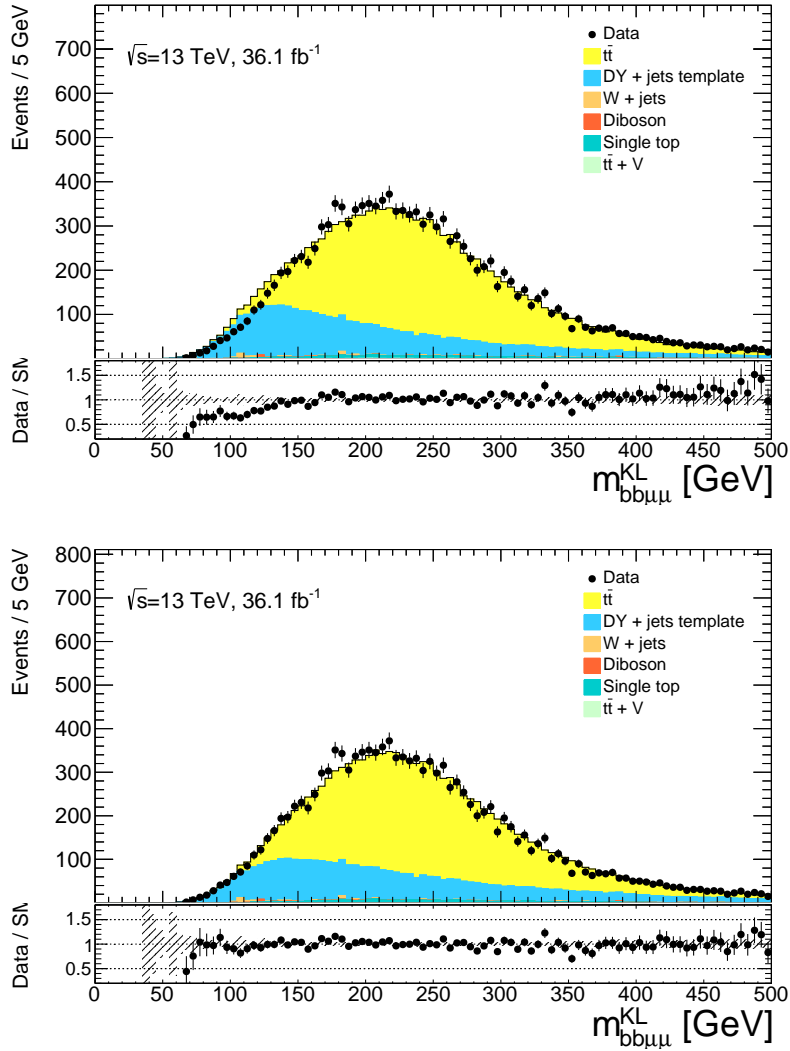 Events / 5 GeV
700
600
500
400
300
200
100
√s=13 TeV, 36.1 fb⁻¹
Data
tt̄
DY + jets template
W + jets
Diboson
Single top
tt̄ + V
Data / SM
1.5
1
0.5
0 50 100 150 200 250 300 350 400 450 500
m^KL_bbμμ [GeV]
Events / 5 GeV
800
700
600
500
400
300
200
100
√s=13 TeV, 36.1 fb⁻¹
Data
tt̄
DY + jets template
W + jets
Diboson
Single top
tt̄ + V
Data / SM
1.5
1
0.5
0 50 100 150 200 250 300 350 400 450 500
m^KL_bbμμ [GeV]